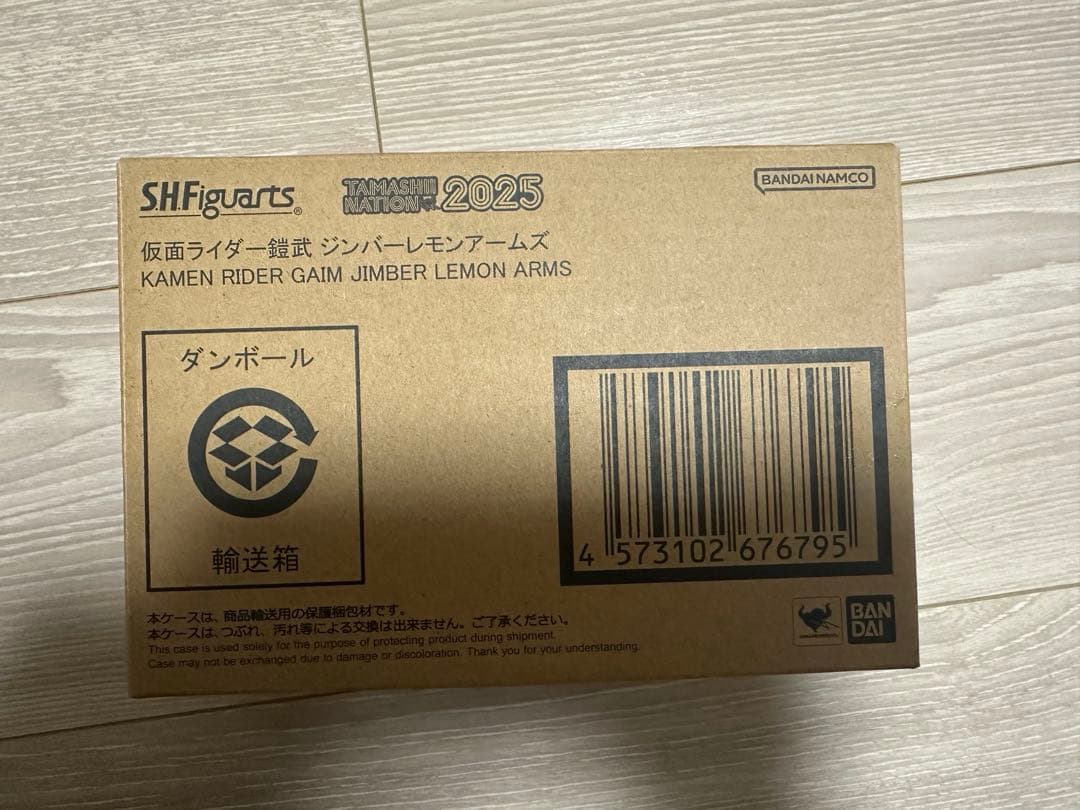 S.H.Figuarts®
TAMASHII NATION 2025
BANDAI NAMCO
仮面ライダー鎧武 ジンバーレモンアームズ
KAMEN RIDER GAIM JIMBER LEMON ARMS
ダンボール
輸送箱
4 573102 676795
本ケースは、商品輸送用の保護梱包材です。
本ケースは、つぶれ、汚れ等による交換は出来ません。ご了承ください。
This case is used solely for the purpose of protecting product during shipment.
Case may not be exchanged due to damage or discoloration. Thank you for your understanding.
BAN
DAI